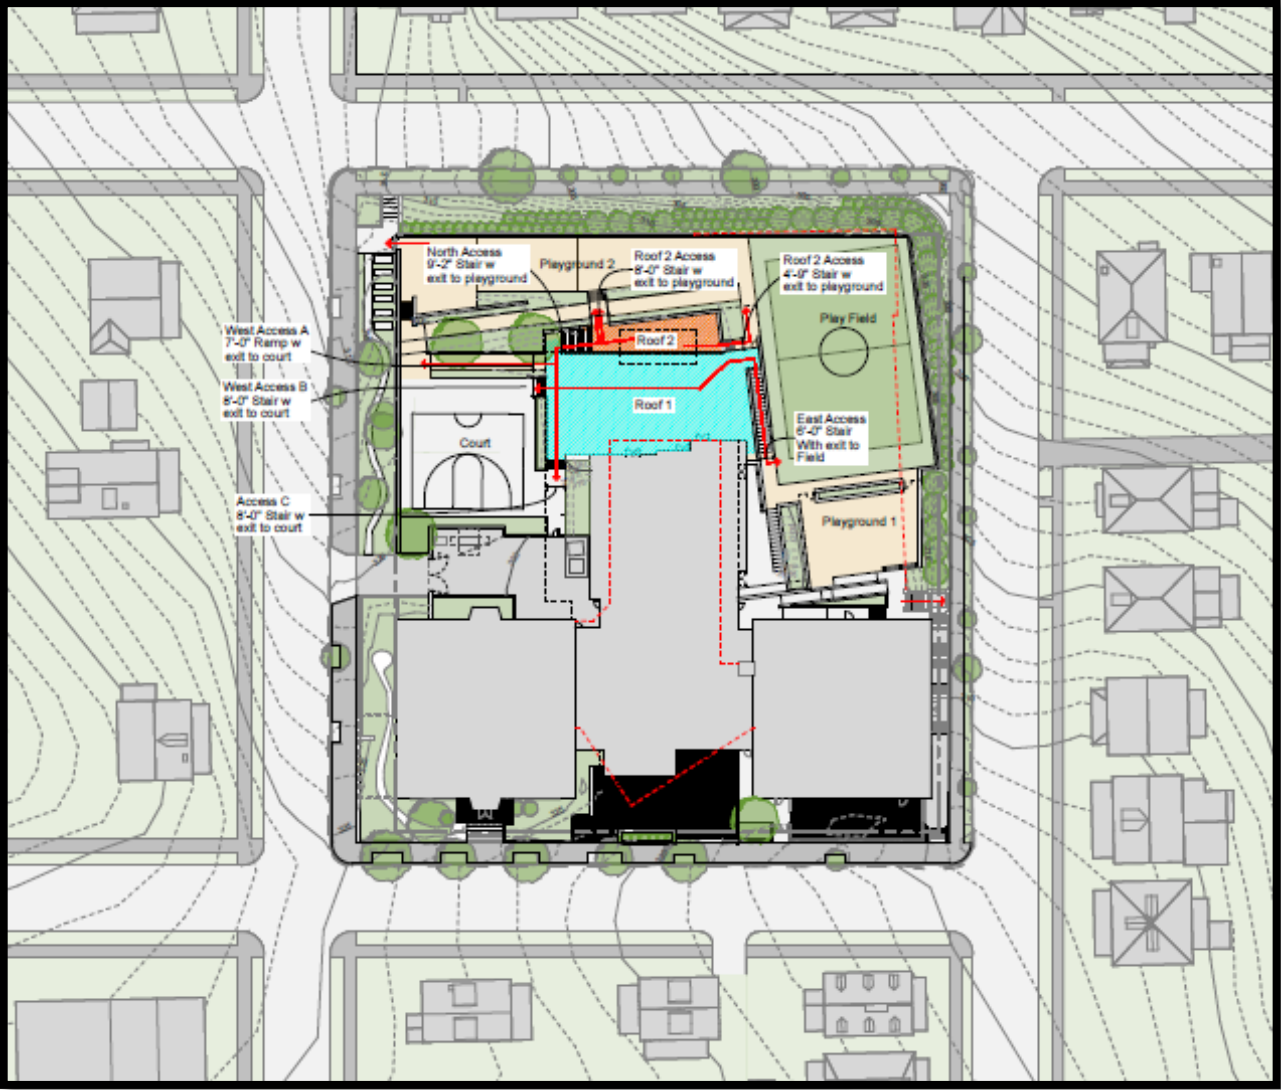 North Access
9'-2" Stair w
exit to playground
Playground 2
Roof 2 Access
8'-0" Stair w
exit to playground
Roof 2 Access
4'-9" Stair w
exit to playground
Play Field
West Access A
7'-0" Ramp w
exit to court
Roof 2
West Access B
8'-0" Stair w
exit to court
Roof 1
East Access
6'-0" Stair
With exit to
Field
Court
Access C
8'-0" Stair w
exit to court
Playground 1